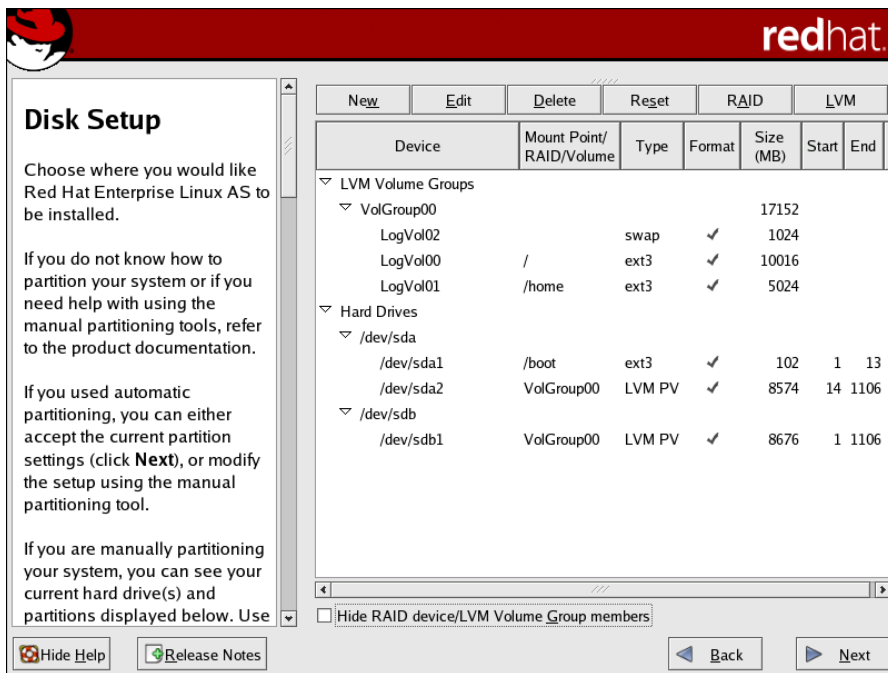 redhat.
Disk Setup
Choose where you would like
Red Hat Enterprise Linux AS to
be installed.
If you do not know how to
partition your system or if you
need help with using the
manual partitioning tools, refer
to the product documentation.
If you used automatic
partitioning, you can either
accept the current partition
settings (click Next), or modify
the setup using the manual
partitioning tool.
If you are manually partitioning
your system, you can see your
current hard drive(s) and
partitions displayed below. Use
New Edit Delete Reset RAID LVM
Device Mount Point/ RAID/Volume Type Format Size (MB) Start End
LVM Volume Groups
VolGroup00 17152
LogVol02 swap 1024
LogVol00 / ext3 10016
LogVol01 /home ext3 5024
Hard Drives
/dev/sda
/dev/sda1 /boot ext3 102 1 13
/dev/sda2 VolGroup00 LVM PV 8574 14 1106
/dev/sdb
/dev/sdb1 VolGroup00 LVM PV 8676 1 1106
Hide RAID device/LVM Volume Group members
Hide Help Release Notes Back Next